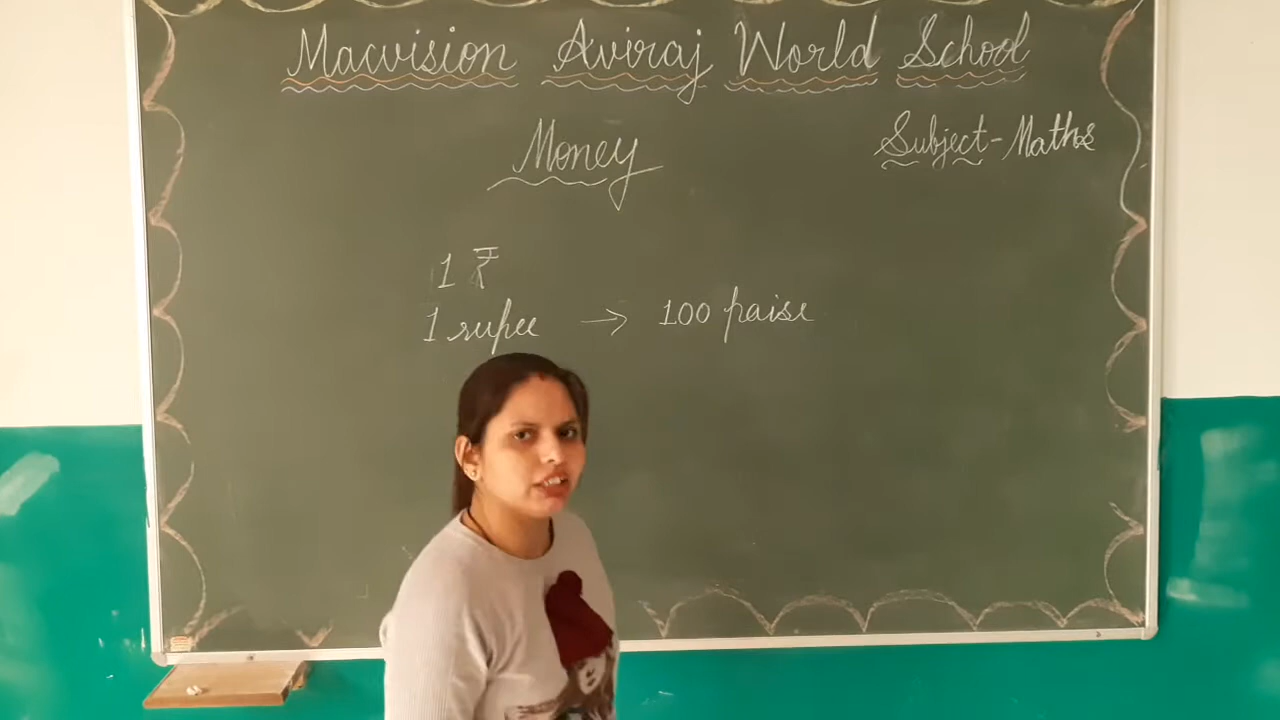 Macvision Aviraj World School
Money
Subject-Maths
1 ₹
1 rupee → 100 paise